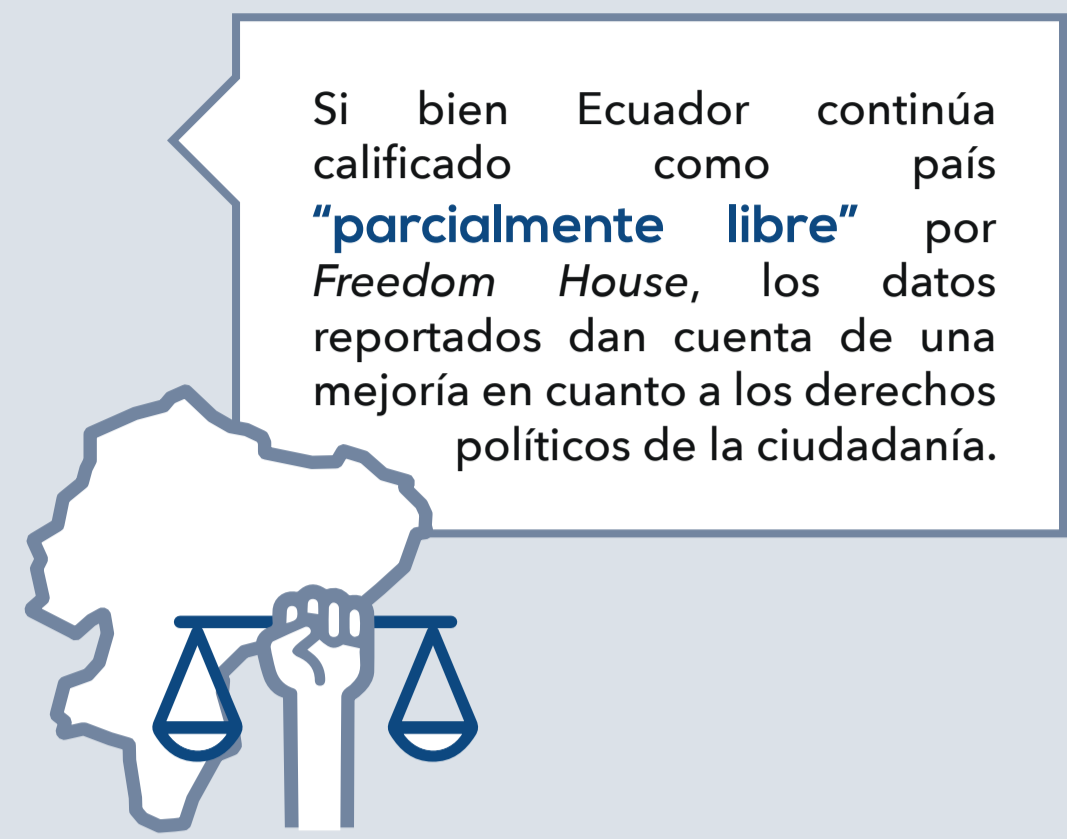 Si bien Ecuador continúa
calificado como país
“parcialmente libre” por
Freedom House, los datos
reportados dan cuenta de una
mejoría en cuanto a los derechos
políticos de la ciudadanía.